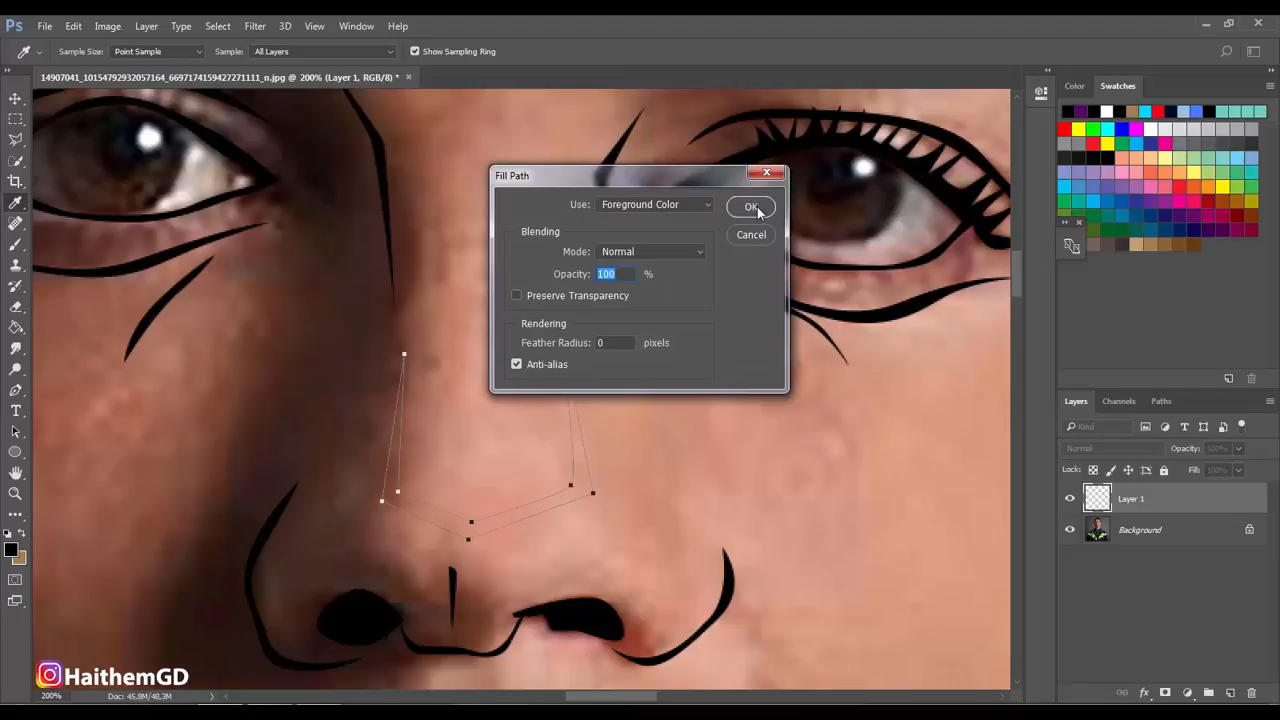 Ps File Edit Image Layer Type Select Filter 3D View Window Help
Sample Size: Point Sample Sample: All Layers Show Sampling Ring
14907041_10154792932057164_6697174159427271111_n.jpg @ 200% (Layer 1, RGB/8) *
Color Swatches
Fill Path
Use: Foreground Color OK
Blending
Cancel
Mode: Normal
Opacity: 100 %
Preserve Transparency
Rendering
Feather Radius: 0 pixels
Anti-alias
Layers Channels Paths
Kind
Normal Opacity: 100%
Lock: Fill: 100%
Layer 1
Background
HaithemGD
200% Doc: 45.8M/48.3M